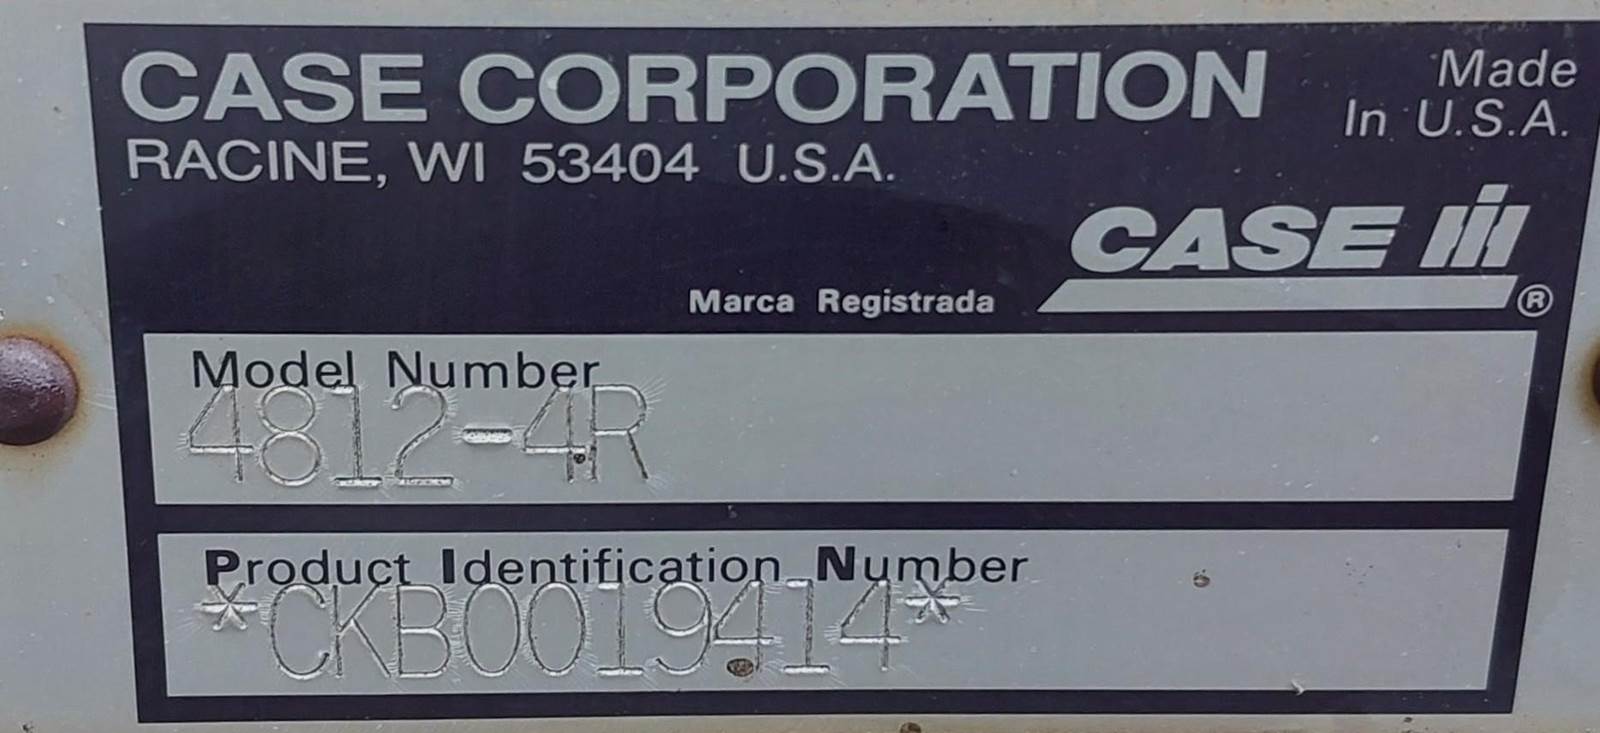 CASE CORPORATION
Made
In U.S.A.
RACINE, WI 53404 U.S.A.
CASE IH
Marca Registrada ®
Model Number
4812-4R
Product Identification Number
*CKB0019414*